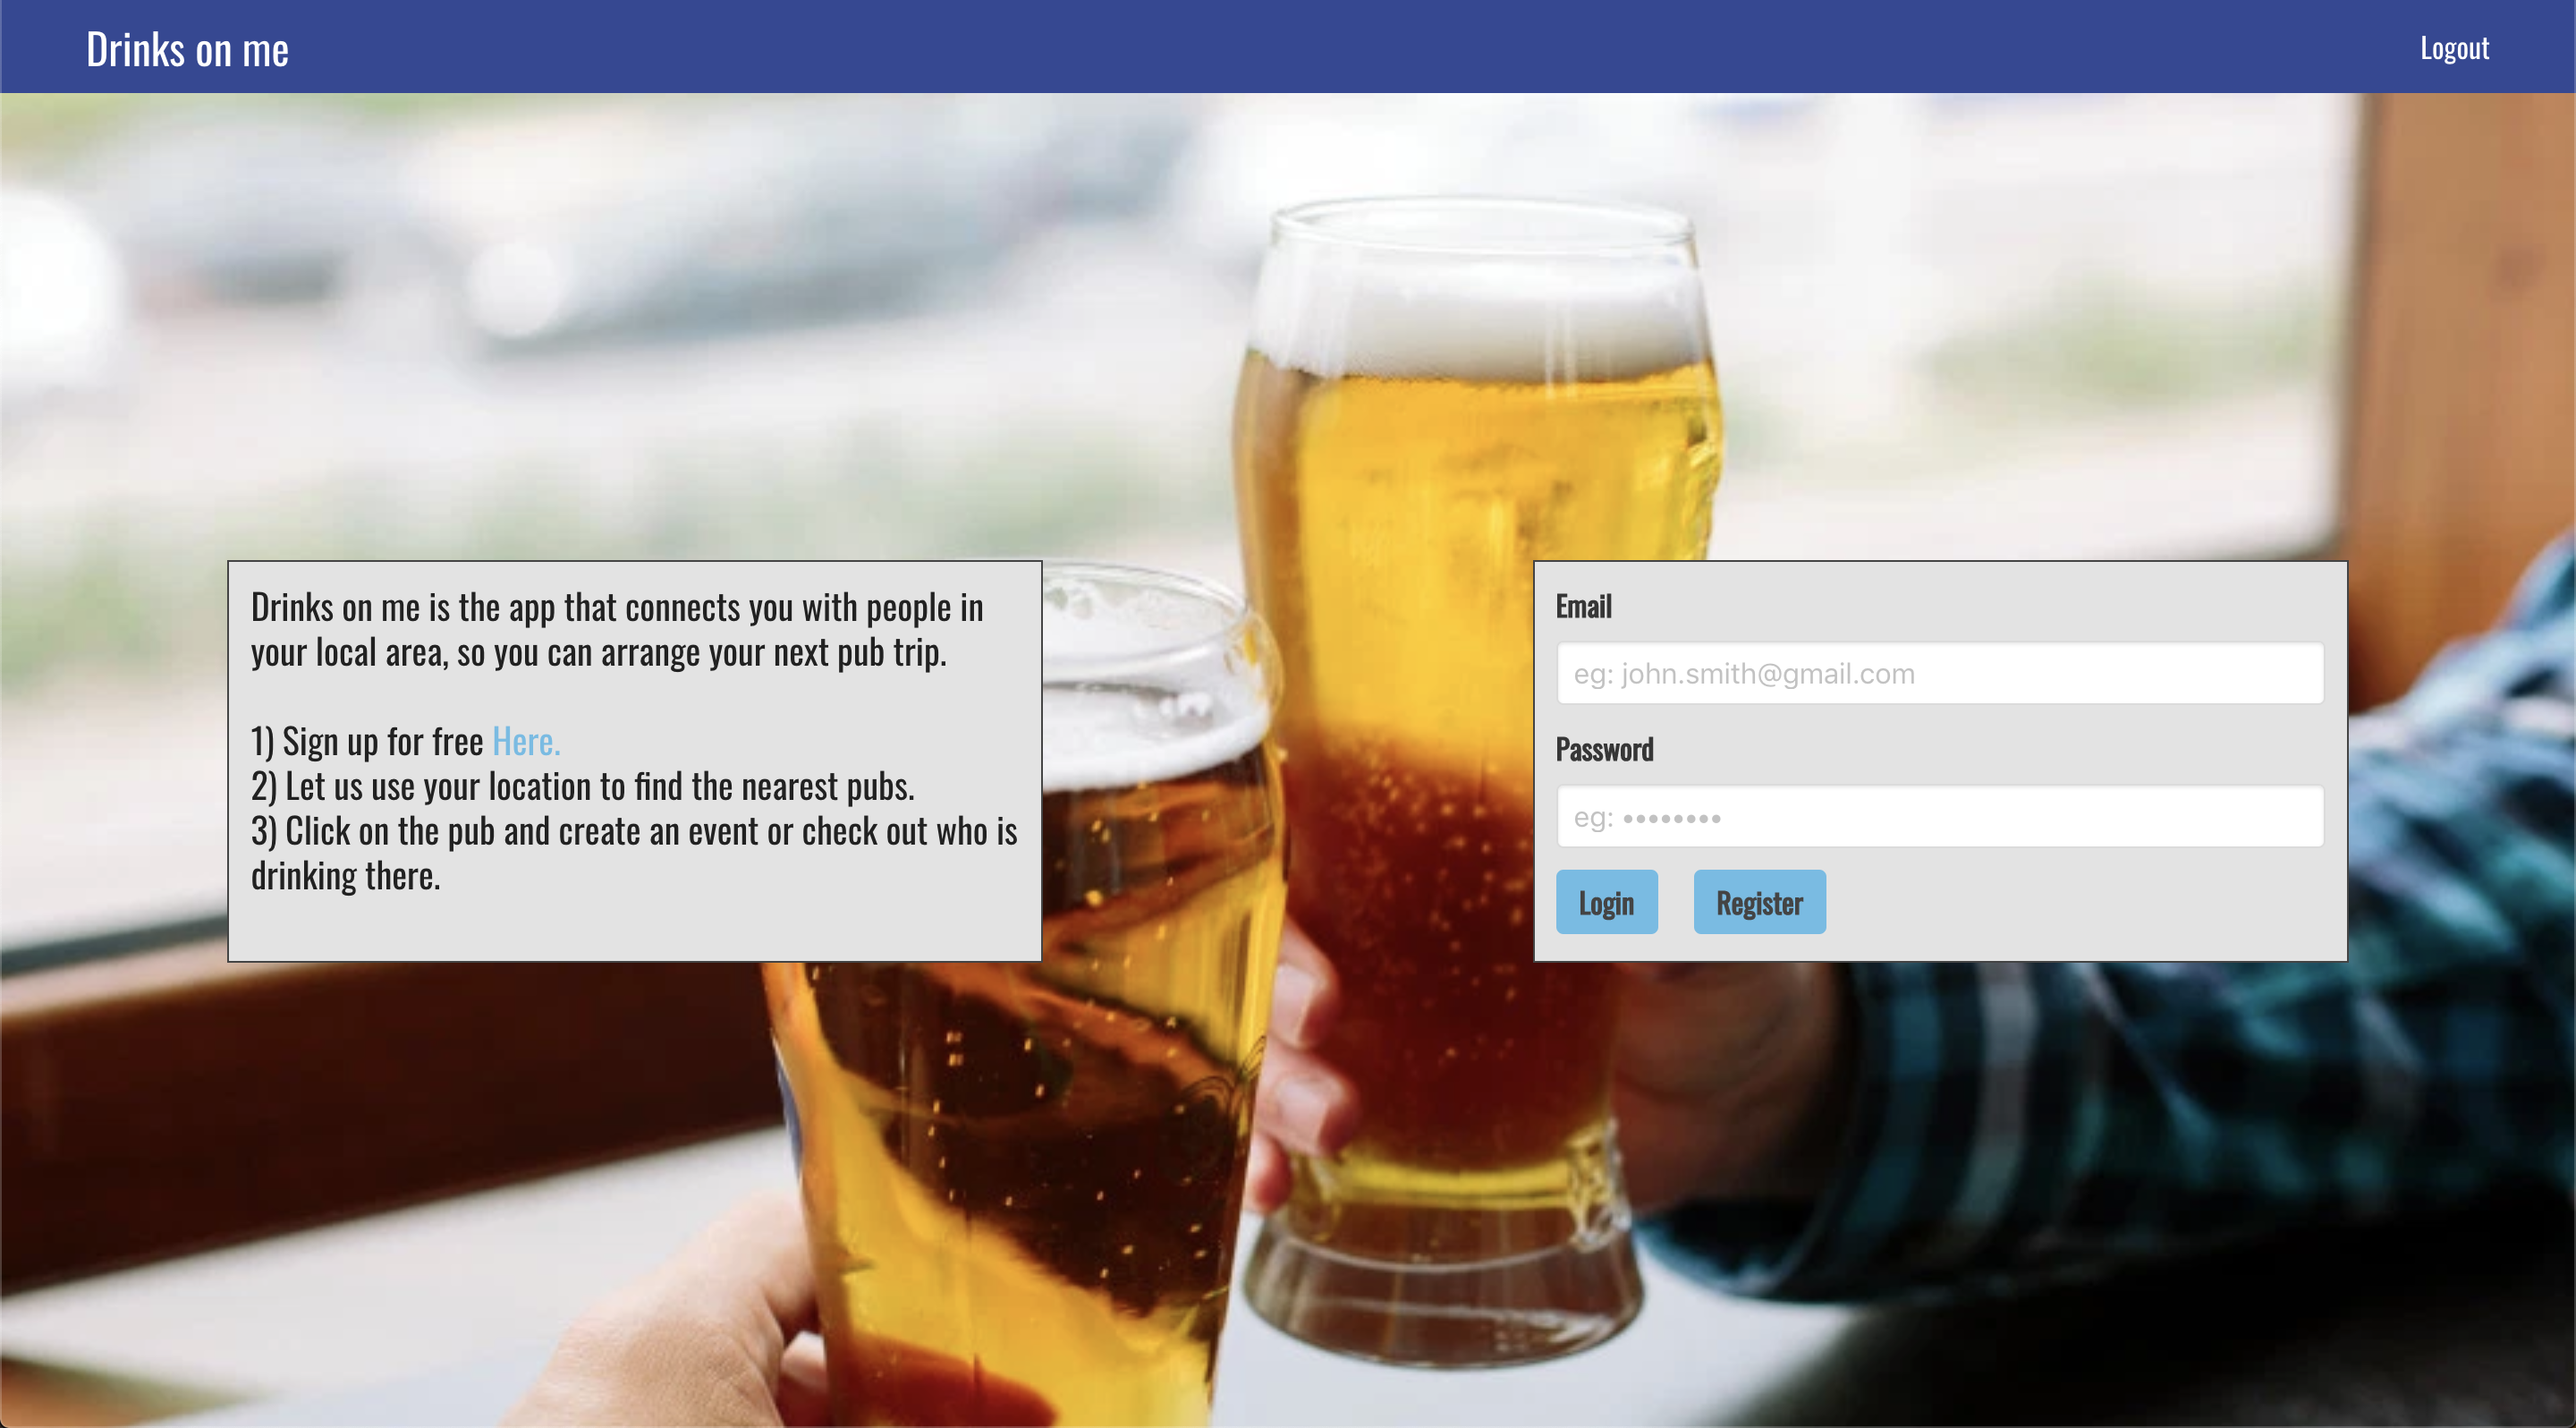 Drinks on me
Logout
Drinks on me is the app that connects you with people in
your local area, so you can arrange your next pub trip.
1) Sign up for free Here.
2) Let us use your location to find the nearest pubs.
3) Click on the pub and create an event or check out who is
drinking there.
Email
eg: john.smith@gmail.com
Password
eg: ••••••••
Login
Register